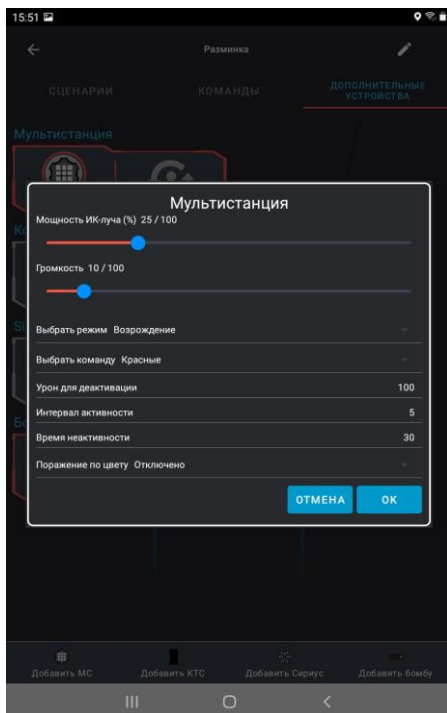 15:51
Разминка
СЦЕНАРИИ
КОМАНДЫ
ДОПОЛНИТЕЛЬНЫЕ
УСТРОЙСТВА
Мультистанция
Мультистанция
Мощность ИК-луча (%) 25 / 100
Громкость 10 / 100
Выбрать режим Возрождение
Выбрать команду Красные
Урон для деактивации 100
Интервал активности 5
Время неактивности 30
Поражение по цвету Отключено
ОТМЕНА
OK
Добавить МС
Добавить КТС
Добавить Сириус
Добавить бомбу